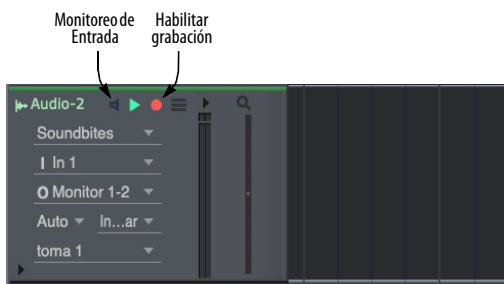 Monitoreo de
Entrada
Habilitar
grabación
Audio-2
Soundbites
In 1
Monitor 1-2
Auto
In...ar
toma 1